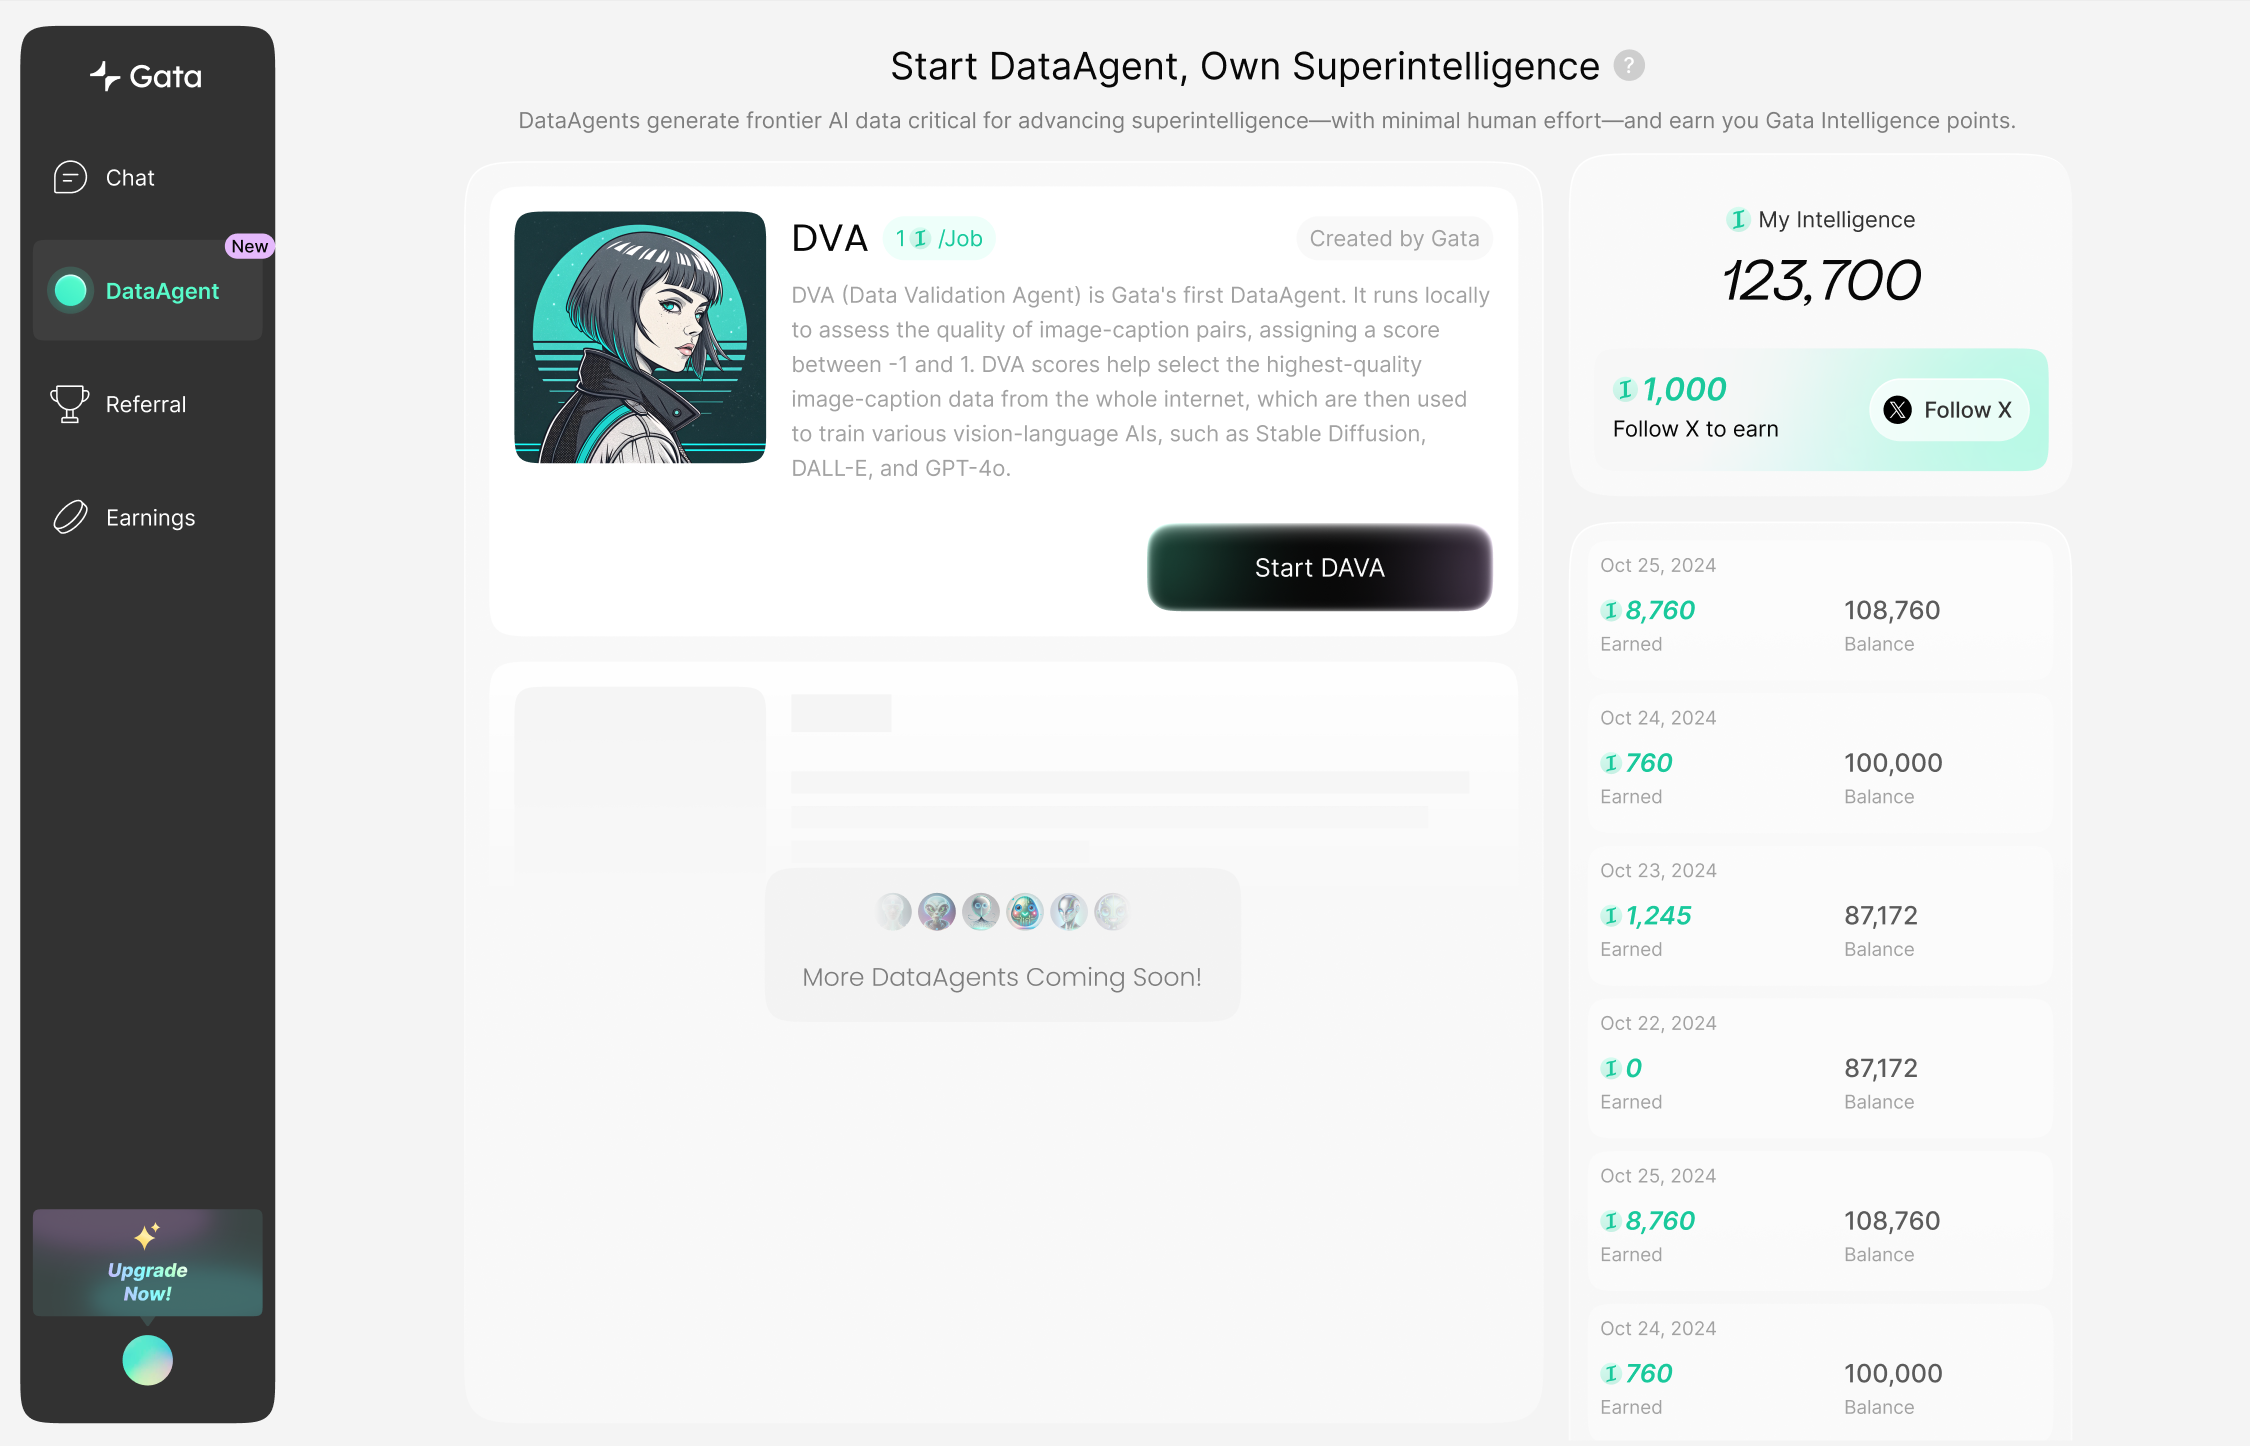 Gata
Chat
New
DataAgent
Referral
Earnings
Upgrade
Now!
Start DataAgent, Own Superintelligence ?
DataAgents generate frontier AI data critical for advancing superintelligence—with minimal human effort—and earn you Gata Intelligence points.
DVA
1 I /Job
Created by Gata
DVA (Data Validation Agent) is Gata's first DataAgent. It runs locally
to assess the quality of image-caption pairs, assigning a score
between -1 and 1. DVA scores help select the highest-quality
image-caption data from the whole internet, which are then used
to train various vision-language AIs, such as Stable Diffusion,
DALL-E, and GPT-4o.
Start DAVA
More DataAgents Coming Soon!
I My Intelligence
123,700
I 1,000
Follow X to earn
X Follow X
Oct 25, 2024
I 8,760 108,760
Earned Balance
Oct 24, 2024
I 760 100,000
Earned Balance
Oct 23, 2024
I 1,245 87,172
Earned Balance
Oct 22, 2024
I 0 87,172
Earned Balance
Oct 25, 2024
I 8,760 108,760
Earned Balance
Oct 24, 2024
I 760 100,000
Earned Balance